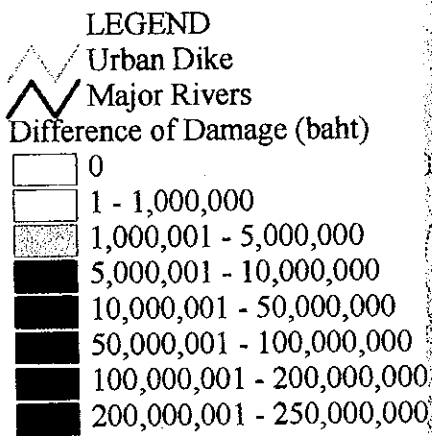 LEGEND
Urban Dike
Major Rivers
Difference of Damage (baht)
0
1 - 1,000,000
1,000,001 - 5,000,000
5,000,001 - 10,000,000
10,000,001 - 50,000,000
50,000,001 - 100,000,000
100,000,001 - 200,000,000
200,000,001 - 250,000,000